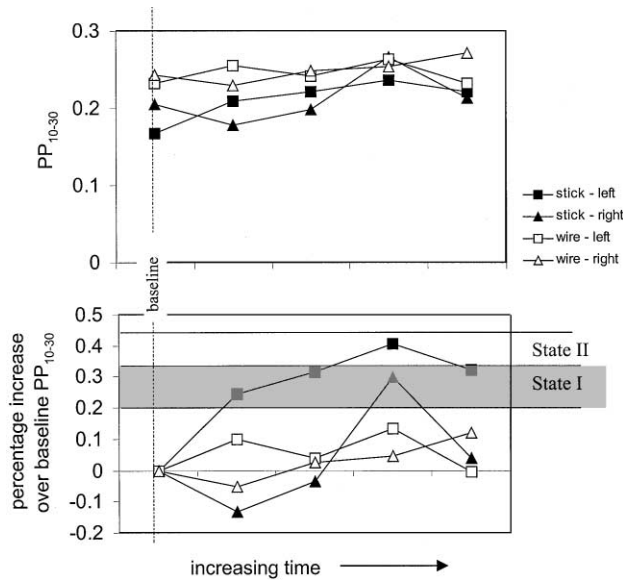 0.3
0.2
0.1
0
PP10-30
baseline
stick - left
stick - right
wire - left
wire - right
0.5
0.4
0.3
0.2
0.1
0
-0.1
-0.2
percentage increase
over baseline PP10-30
State II
State I
increasing time